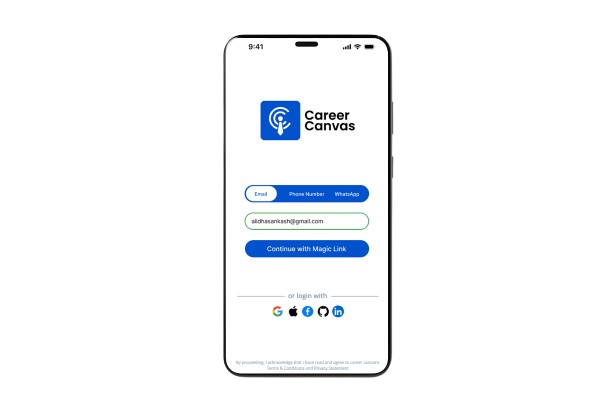 9:41
Career
Canvas
Email Phone Number WhatsApp
alidhasankash@gmail.com
Continue with Magic Link
or login with
By proceeding, I acknowledge that I have read and agree to career canvas's
Terms & Conditions and Privacy Statement